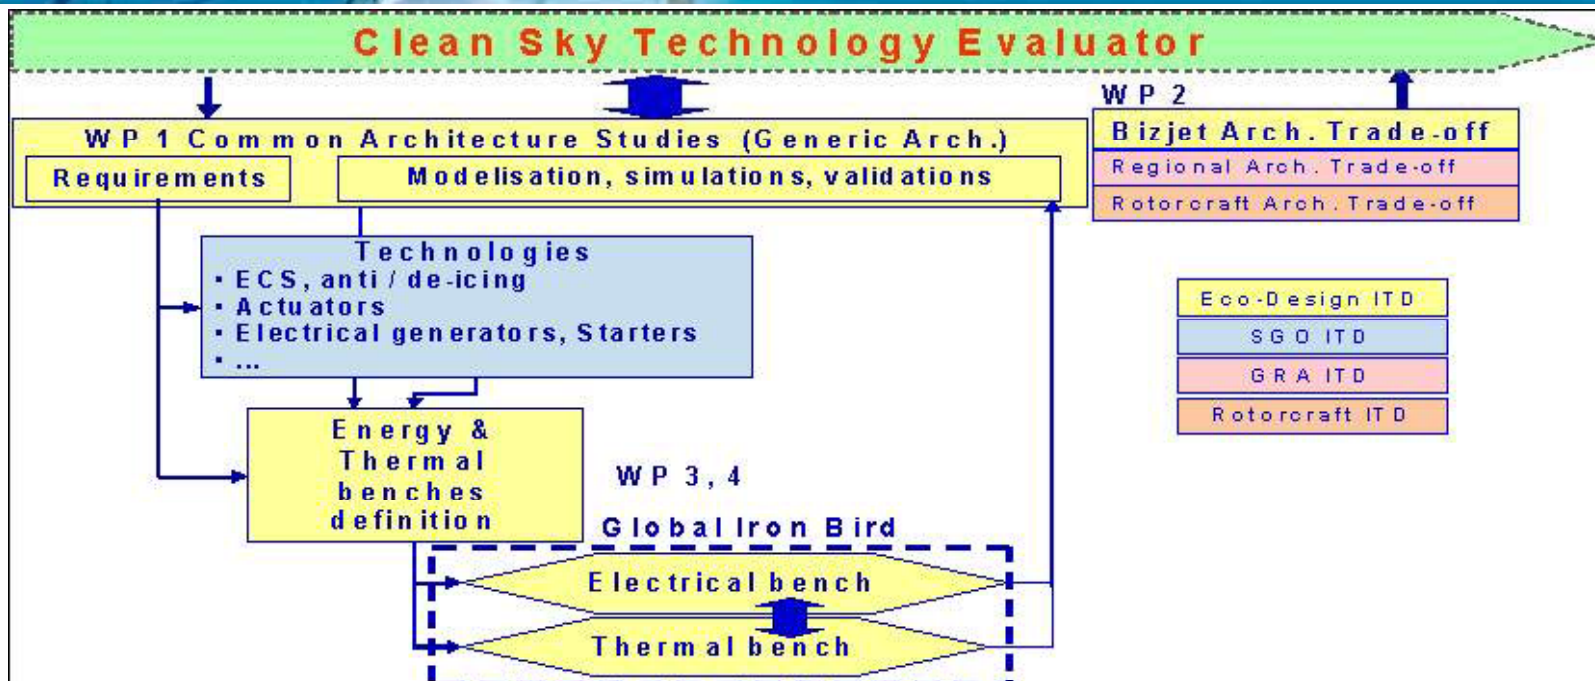 Clean Sky Technology Evaluator
WP 2
WP 1 Common Architecture Studies (Generic Arch.)
Requirements
Modelisation, simulations, validations
Bizjet Arch. Trade-off
Regional Arch. Trade-off
Rotorcraft Arch. Trade-off
Technologies
▪ ECS, anti / de-icing
▪ Actuators
▪ Electrical generators, Starters
▪ ...
Eco-Design ITD
SGO ITD
GRA ITD
Rotorcraft ITD
Energy &
Thermal
benches
definition
WP 3, 4
Global Iron Bird
Electrical bench
Thermal bench